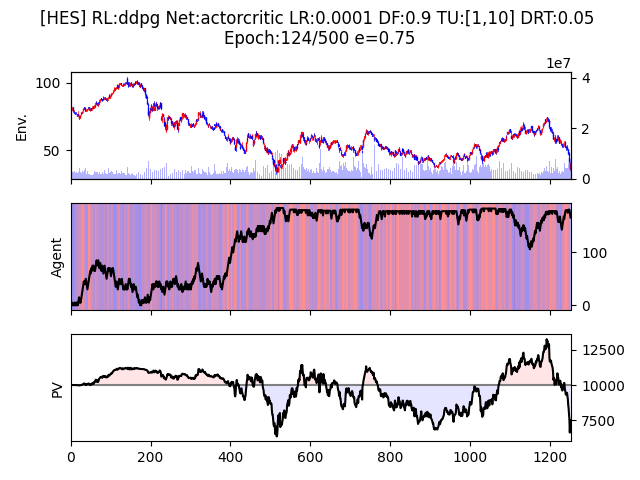 [HES] RL:ddpg Net:actorcritic LR:0.0001 DF:0.9 TU:[1,10] DRT:0.05
Epoch:124/500 e=0.75
1e7
100
50
Env.
4
2
0
Agent
100
0
PV
12500
10000
7500
0 200 400 600 800 1000 1200